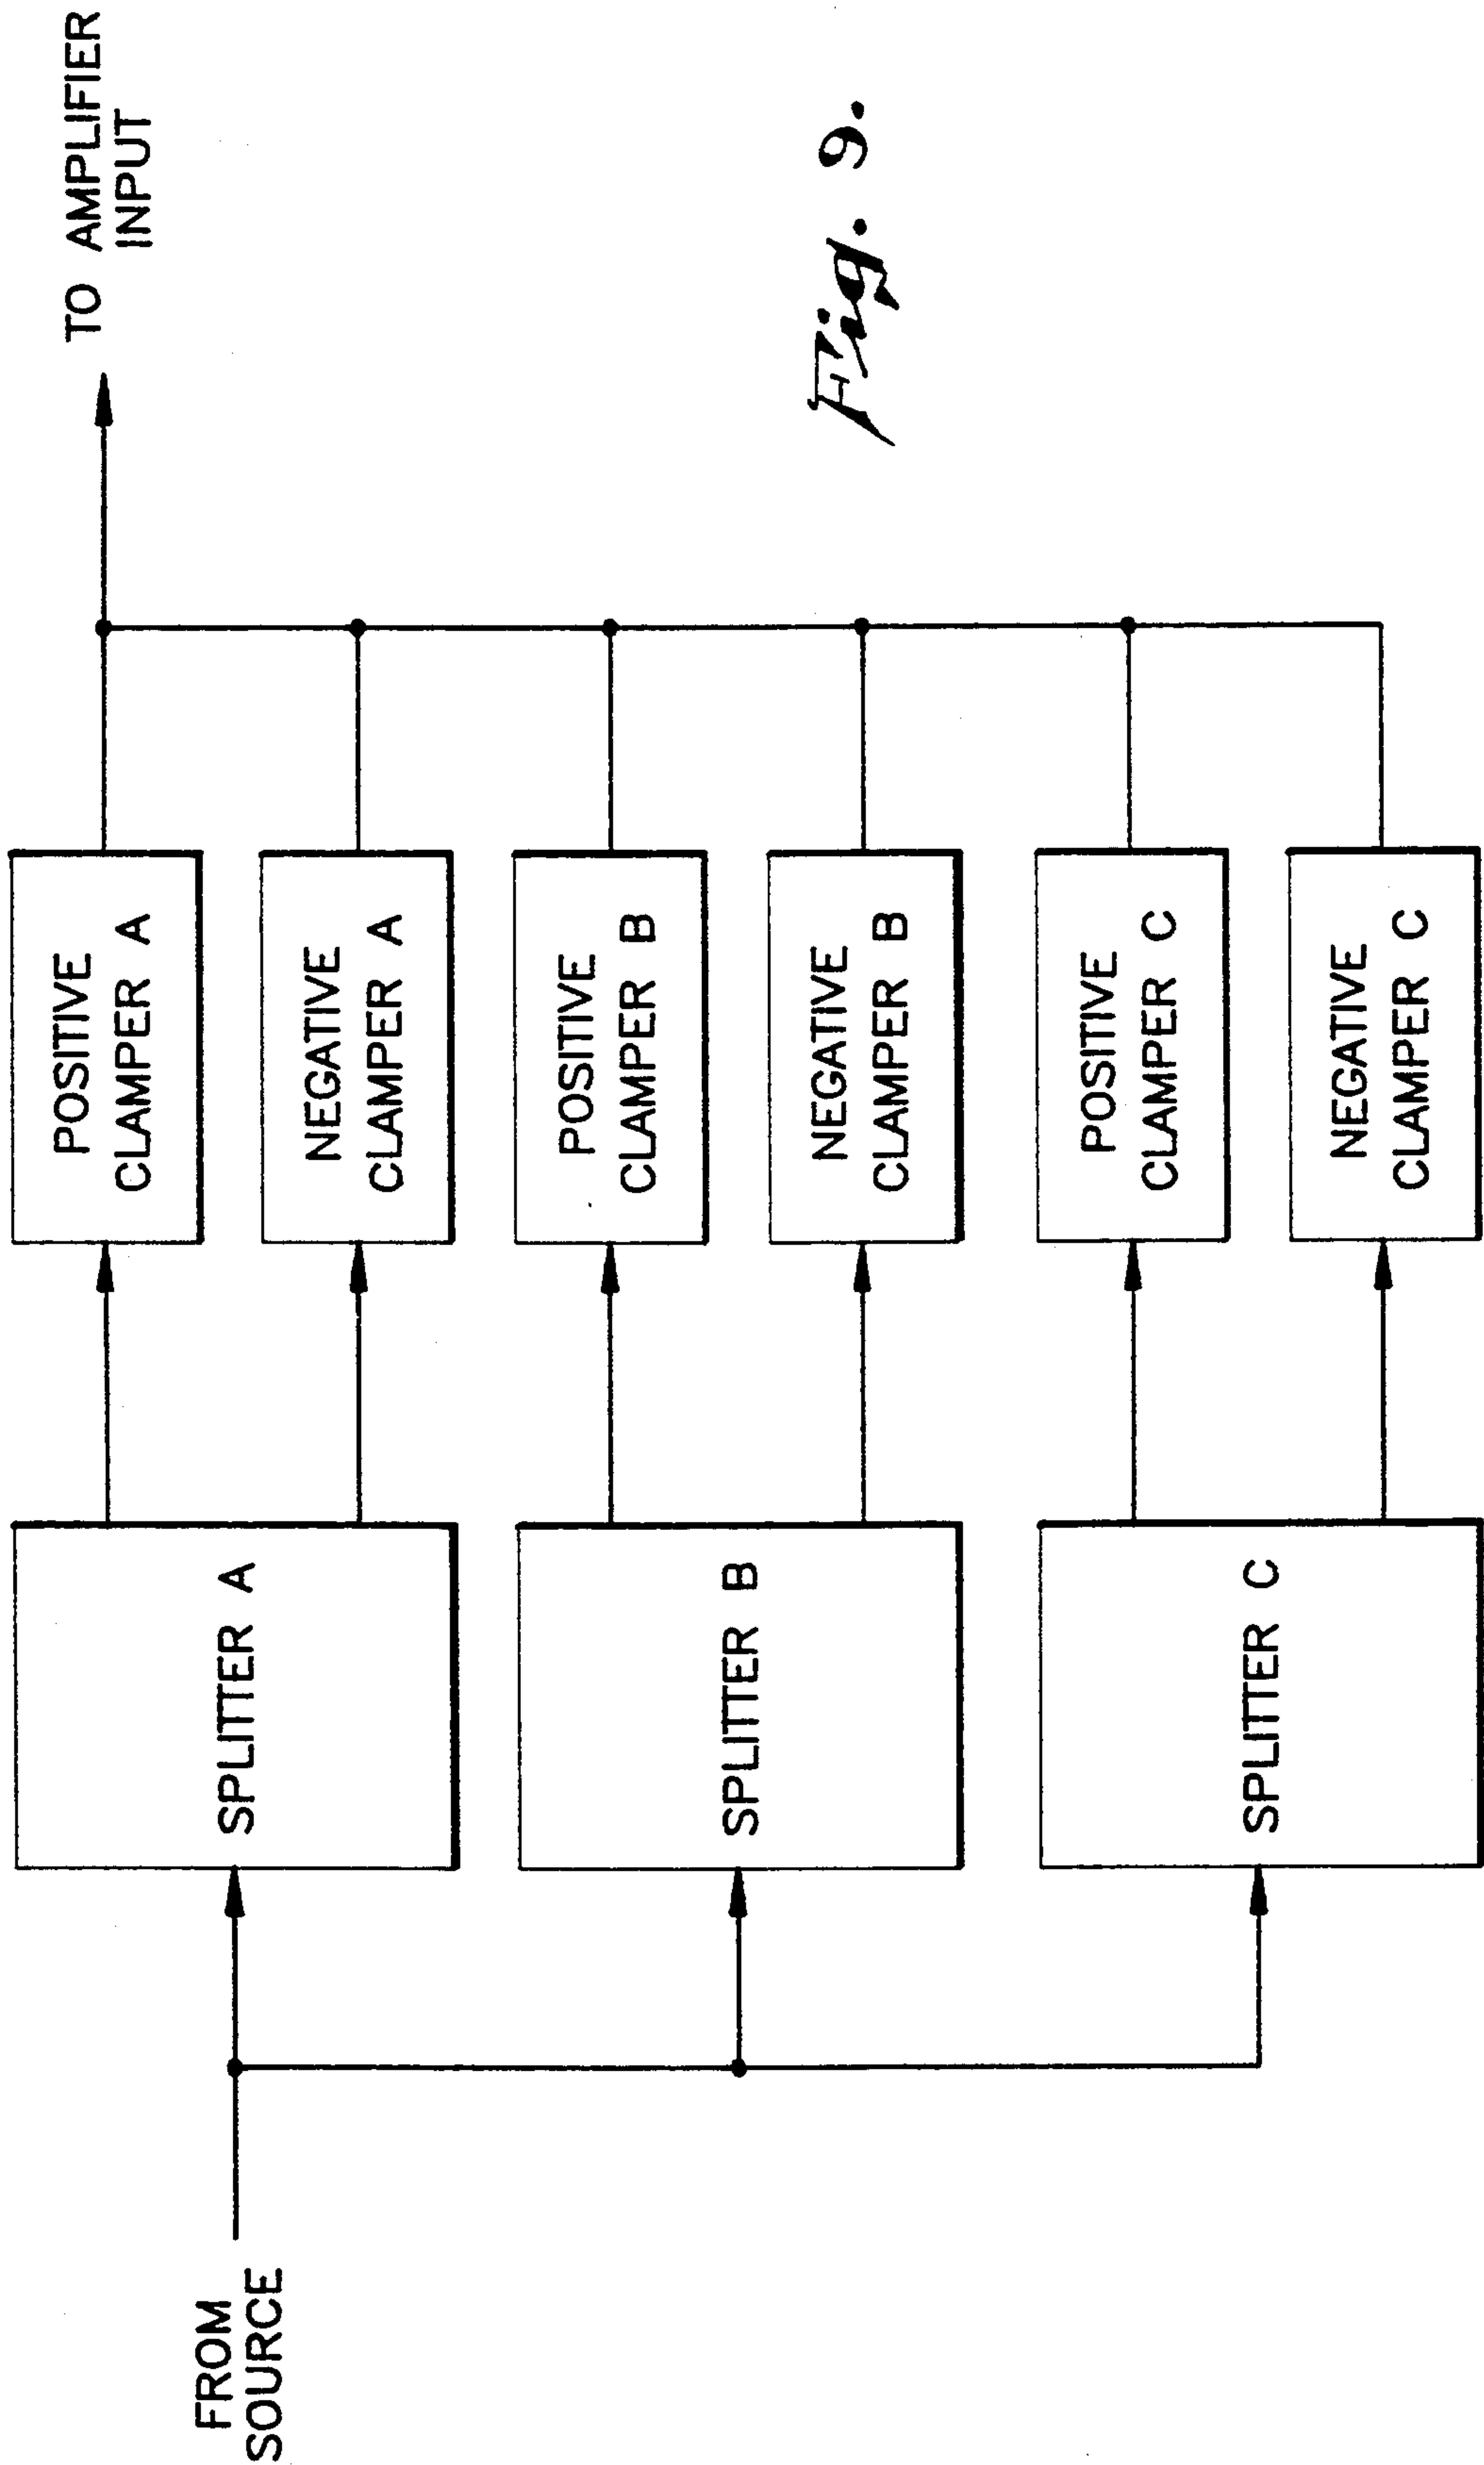 FROM
SOURCE
SPLITTER A
SPLITTER B
SPLITTER C
POSITIVE
CLAMPER A
NEGATIVE
CLAMPER A
POSITIVE
CLAMPER B
NEGATIVE
CLAMPER B
POSITIVE
CLAMPER C
NEGATIVE
CLAMPER C
TO AMPLIFIER
INPUT
Fig. 9.